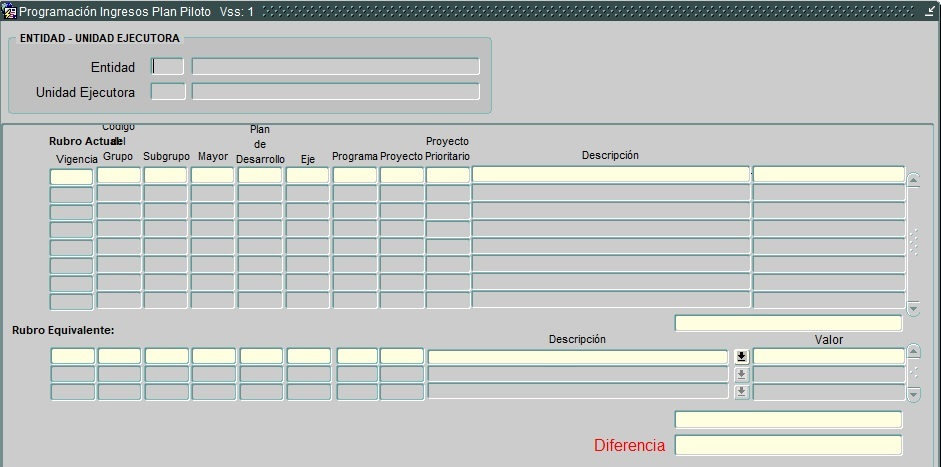 Programación Ingresos Plan Piloto Vss: 1
ENTIDAD - UNIDAD EJECUTORA
Entidad
Unidad Ejecutora
Rubro Actual:
Vigencia
Código del Grupo
Subgrupo
Mayor
Plan de Desarrollo
Eje
Programa
Proyecto
Proyecto Prioritario
Descripción
Rubro Equivalente:
Descripción
Valor
Diferencia